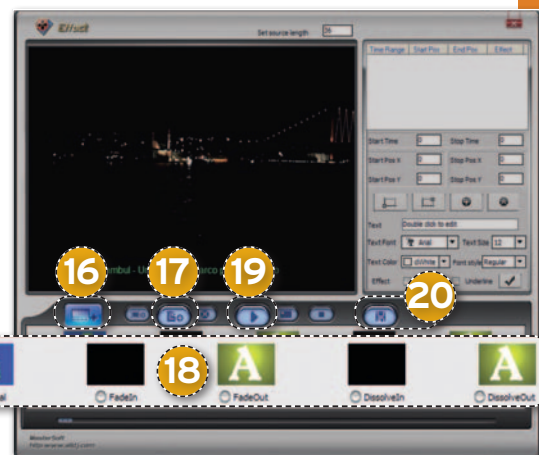 Effect
Set source length 26
Time Range Start Pos End Pos Effect
Start Time 0 Stop Time 0
Start Pos X 0 Stop Pos X 0
Start Pos Y 0 Stop Pos Y 0
Text Double click to edit
Text Font Arial Text Size 12
Text Color clWhite Font style Regular
Effect Underline
16
17
19
20
18
FadeIn
A
FadeOut
DissolveIn
A
DissolveOut